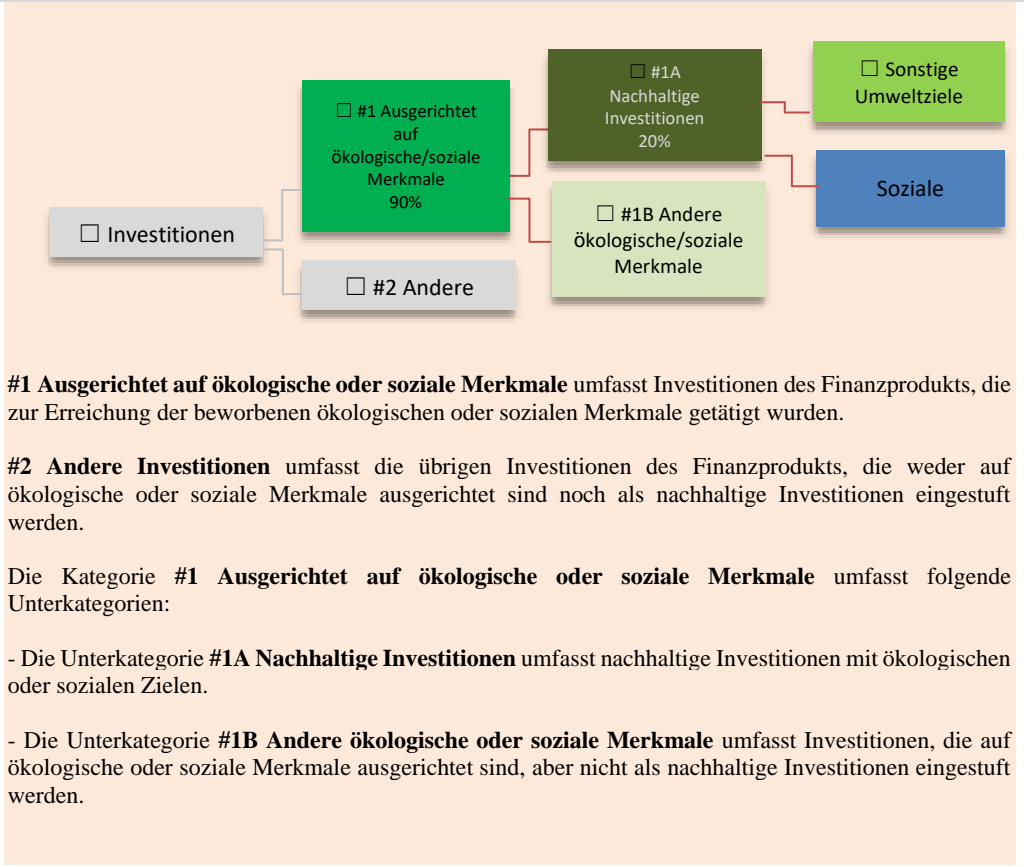 ☐ Investitionen
☐ #1 Ausgerichtet
auf
ökologische/soziale
Merkmale
90%
☐ #2 Andere
☐ #1A
Nachhaltige
Investitionen
20%
☐ #1B Andere
ökologische/soziale
Merkmale
☐ Sonstige
Umweltziele
Soziale
#1 Ausgerichtet auf ökologische oder soziale Merkmale umfasst Investitionen des Finanzprodukts, die
zur Erreichung der beworbenen ökologischen oder sozialen Merkmale getätigt wurden.
#2 Andere Investitionen umfasst die übrigen Investitionen des Finanzprodukts, die weder auf
ökologische oder soziale Merkmale ausgerichtet sind noch als nachhaltige Investitionen eingestuft
werden.
Die Kategorie #1 Ausgerichtet auf ökologische oder soziale Merkmale umfasst folgende
Unterkategorien:
- Die Unterkategorie #1A Nachhaltige Investitionen umfasst nachhaltige Investitionen mit ökologischen
oder sozialen Zielen.
- Die Unterkategorie #1B Andere ökologische oder soziale Merkmale umfasst Investitionen, die auf
ökologische oder soziale Merkmale ausgerichtet sind, aber nicht als nachhaltige Investitionen eingestuft
werden.